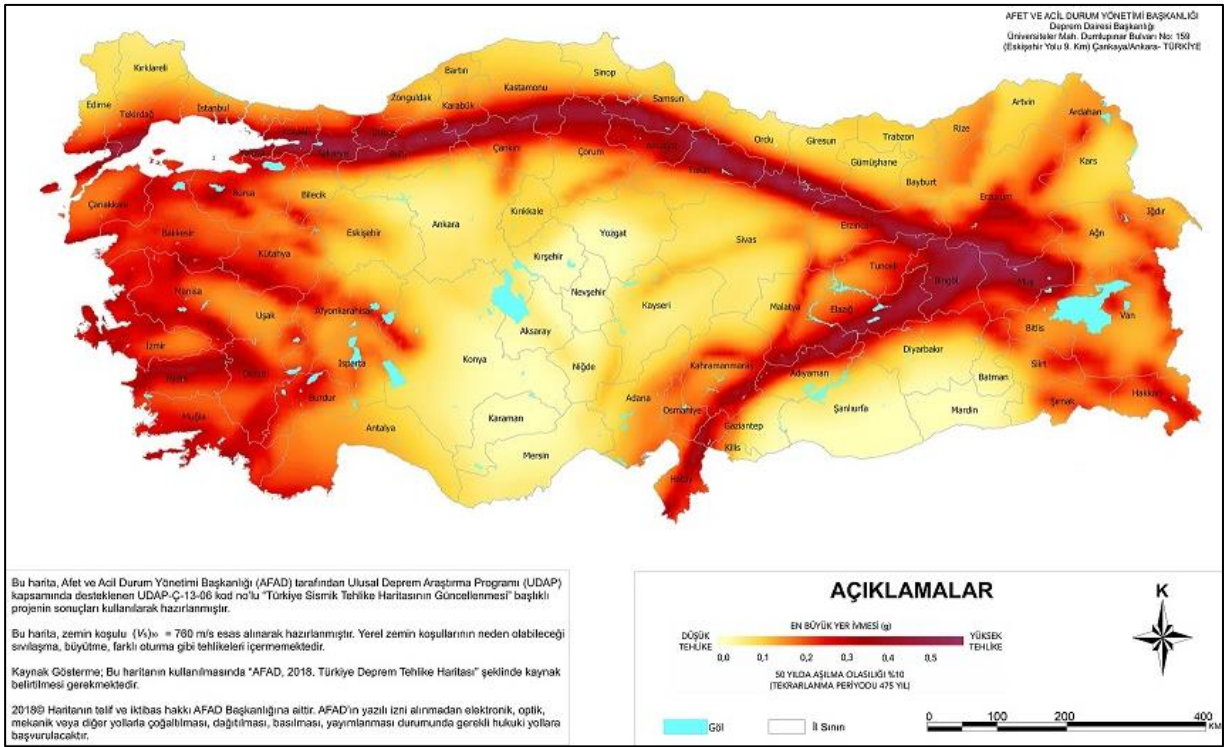 AFET VE ACİL DURUM YÖNETİMİ BAŞKANLIĞI
Deprem Dairesi Başkanlığı
Üniversiteler Mah. Dumlupınar Bulvarı No: 159
(Eskişehir Yolu 9. Km) Çankaya/Ankara- TÜRKİYE
Kırklareli
Edirne
Tekirdağ
İstanbul
Bartın
Zonguldak
Karabük
Kastamonu
Sinop
Samsun
Ordu
Giresun
Trabzon
Rize
Artvin
Ardahan
Kars
Gümüşhane
Bayburt
Çankırı
Çorum
Tokat
Erzincan
Erzurum
Iğdır
Ağrı
Çanakkale
Bursa
Bilecik
Balıkesir
Kütahya
Eskişehir
Ankara
Kırıkkale
Kırşehir
Yozgat
Sivas
Tunceli
Bingöl
Muş
Manisa
Uşak
Afyonkarahisar
Nevşehir
Kayseri
Malatya
Elazığ
Bitlis
Van
İzmir
Aydın
Denizli
Isparta
Burdur
Konya
Aksaray
Niğde
Kahramanmaraş
Adıyaman
Diyarbakır
Batman
Siirt
Şırnak
Hakkari
Muğla
Antalya
Karaman
Mersin
Adana
Osmaniye
Gaziantep
Kilis
Şanlıurfa
Mardin
Hatay
Bu harita, Afet ve Acil Durum Yönetimi Başkanlığı (AFAD) tarafından Ulusal Deprem Araştırma Programı (UDAP)
kapsamında desteklenen UDAP-Ç-13-06 kod no'lu "Türkiye Sismik Tehlike Haritasının Güncellenmesi" başlıklı
projenin sonuçları kullanılarak hazırlanmıştır.
Bu harita, zemin koşulu (Vs)30 = 760 m/s esas alınarak hazırlanmıştır. Yerel zemin koşullarının neden olabileceği
sıvılaşma, büyütme, farklı oturma gibi tehlikeleri içermemektedir.
Kaynak Gösterme; Bu haritanın kullanılmasında "AFAD, 2018. Türkiye Deprem Tehlike Haritası" şeklinde kaynak
belirtilmesi gerekmektedir.
2018© Haritanın telif ve iktibas hakkı AFAD Başkanlığına aittir. AFAD'ın yazılı izni alınmadan elektronik, optik,
mekanik veya diğer yollarla çoğaltılması, dağıtılması, basılması, yayımlanması durumunda gerekli hukuki yollara
başvurulacaktır.
AÇIKLAMALAR
EN BÜYÜK YER İVMESİ (g)
DÜŞÜK
TEHLİKE
YÜKSEK
TEHLİKE
0,0 0,1 0,2 0,3 0,4 0,5
50 YILDA AŞILMA OLASILIĞI %10
(TEKRARLANMA PERİYODU 475 YIL)
Göl
İl Sınırı
K
0 100 200 400
KM